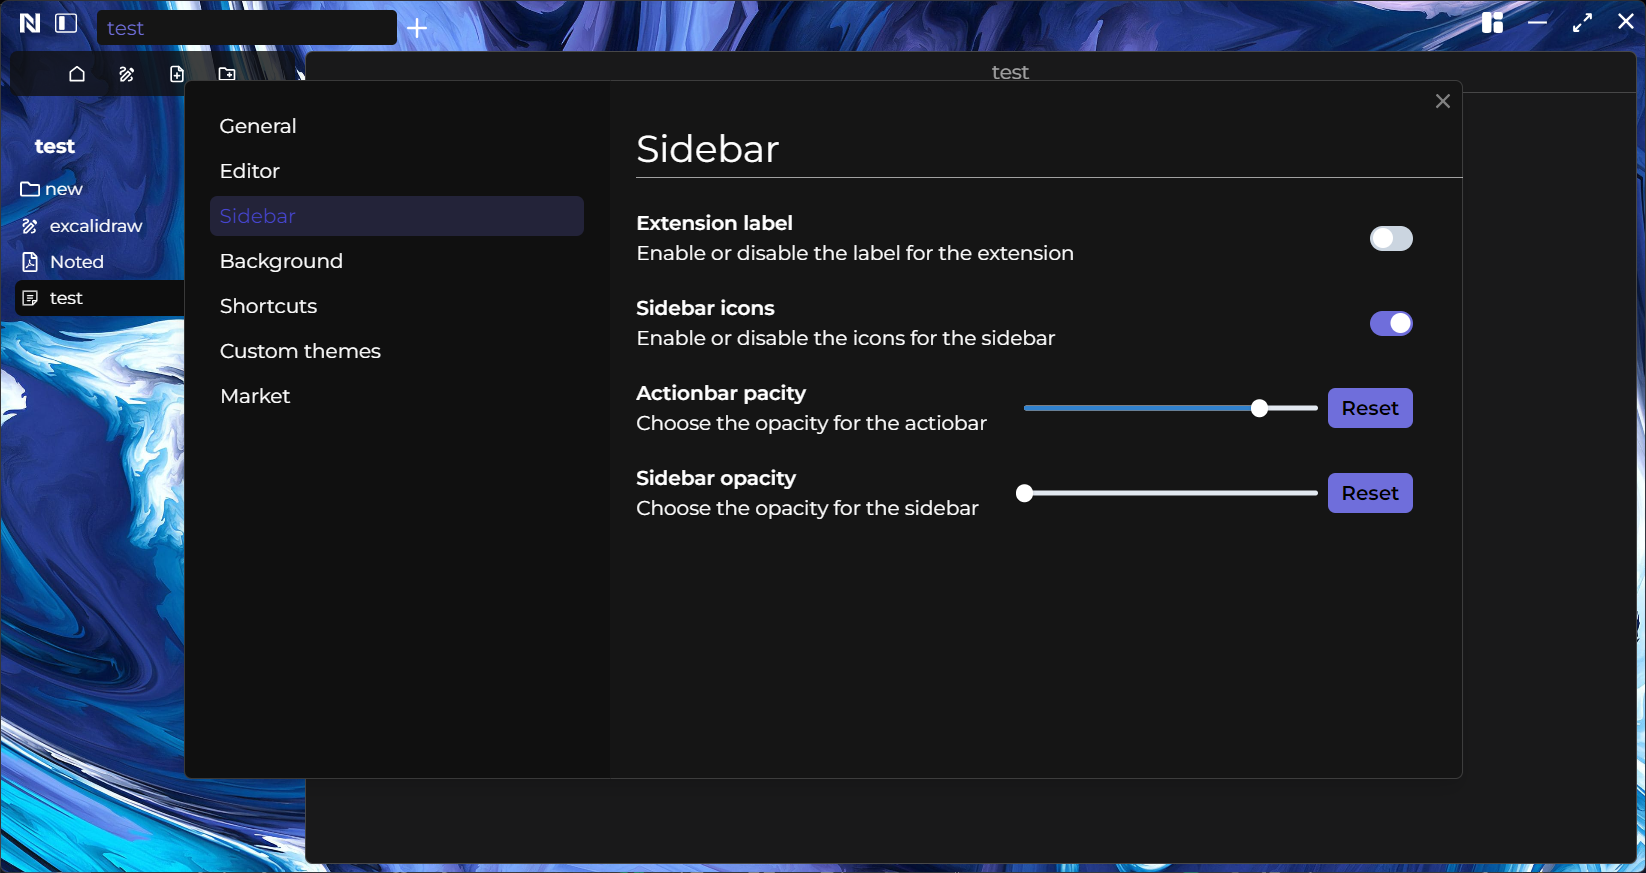 test
test
test
new
excalidraw
Noted
test
General
Editor
Sidebar
Background
Shortcuts
Custom themes
Market
Sidebar
Extension label
Enable or disable the label for the extension
Sidebar icons
Enable or disable the icons for the sidebar
Actionbar pacity
Choose the opacity for the actiobar
Reset
Sidebar opacity
Choose the opacity for the sidebar
Reset